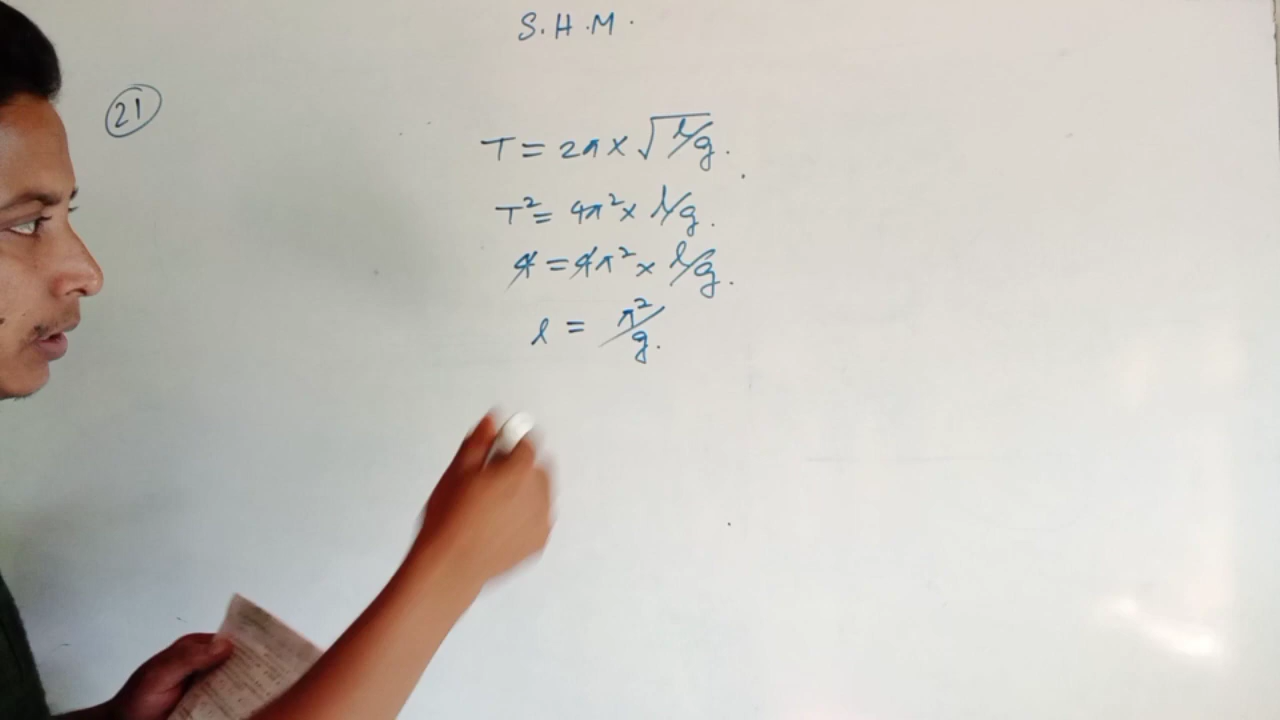 S.H.M.
21
T = 2π × √l/g.
T² = 4π² × l/g.
4 = 4π² × l/g.
l = π²/g.